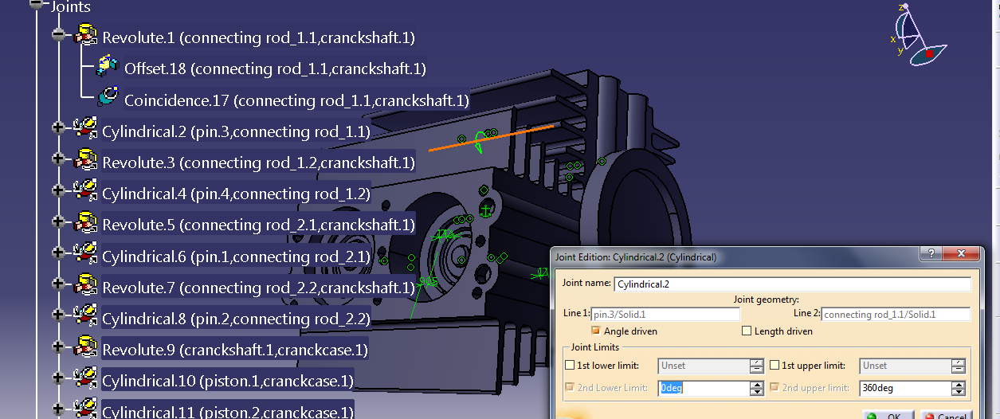 Joints
Revolute.1 (connecting rod_1.1,cranckshaft.1)
Offset.18 (connecting rod_1.1,cranckshaft.1)
Coincidence.17 (connecting rod_1.1,cranckshaft.1)
Cylindrical.2 (pin.3,connecting rod_1.1)
Revolute.3 (connecting rod_1.2,cranckshaft.1)
Cylindrical.4 (pin.4,connecting rod_1.2)
Revolute.5 (connecting rod_2.1,cranckshaft.1)
Cylindrical.6 (pin.1,connecting rod_2.1)
Revolute.7 (connecting rod_2.2,cranckshaft.1)
Cylindrical.8 (pin.2,connecting rod_2.2)
Revolute.9 (cranckshaft.1,cranckcase.1)
Cylindrical.10 (piston.1,cranckcase.1)
Cylindrical.11 (piston.2,cranckcase.1)
z
x
y
Joint Edition: Cylindrical.2 (Cylindrical)
Joint name: Cylindrical.2
Joint geometry:
Line 1: pin.3/Solid.1 Line 2: connecting rod_1.1/Solid.1
Angle driven Length driven
Joint Limits
1st lower limit: Unset 1st upper limit: Unset
2nd Lower Limit: 0deg 2nd upper limit: 360deg
OK Cancel